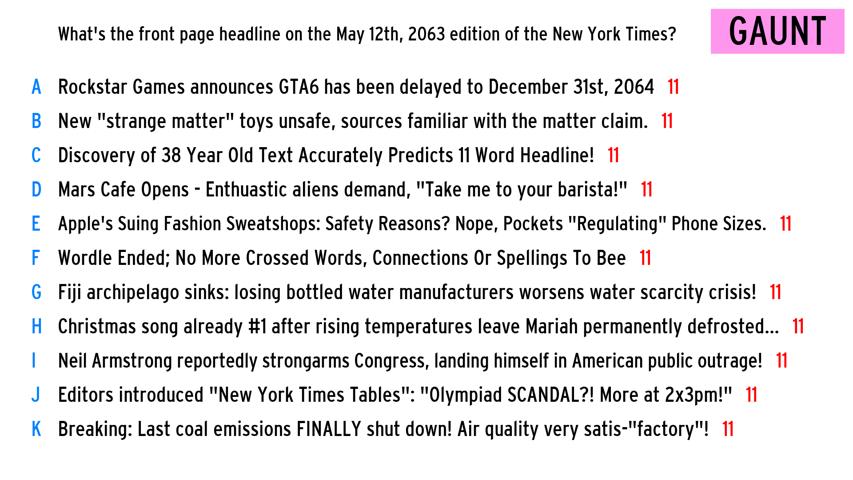 What's the front page headline on the May 12th, 2063 edition of the New York Times?
GAUNT
A Rockstar Games announces GTA6 has been delayed to December 31st, 2064 11
B New "strange matter" toys unsafe, sources familiar with the matter claim. 11
C Discovery of 38 Year Old Text Accurately Predicts 11 Word Headline! 11
D Mars Cafe Opens - Enthuastic aliens demand, "Take me to your barista!" 11
E Apple's Suing Fashion Sweatshops: Safety Reasons? Nope, Pockets "Regulating" Phone Sizes. 11
F Wordle Ended; No More Crossed Words, Connections Or Spellings To Bee 11
G Fiji archipelago sinks: losing bottled water manufacturers worsens water scarcity crisis! 11
H Christmas song already #1 after rising temperatures leave Mariah permanently defrosted... 11
I Neil Armstrong reportedly strongarms Congress, landing himself in American public outrage! 11
J Editors introduced "New York Times Tables": "Olympiad SCANDAL?! More at 2x3pm!" 11
K Breaking: Last coal emissions FINALLY shut down! Air quality very satis-"factory"! 11